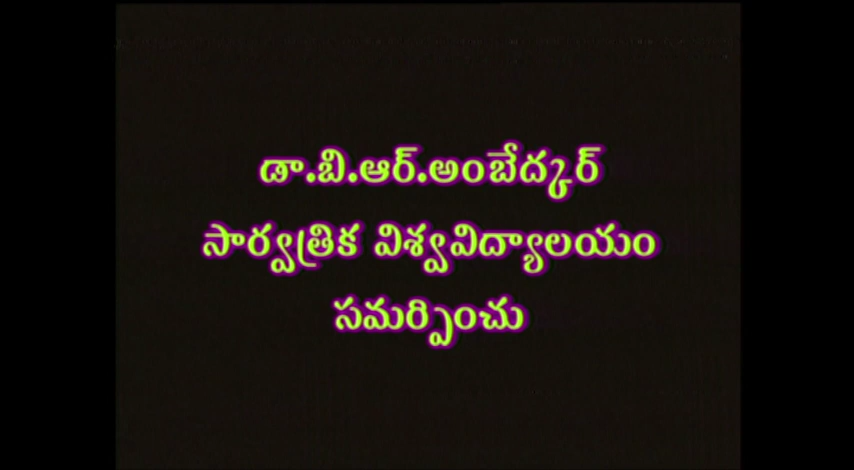 డా.బి.ఆర్.అంబేద్కర్
సార్వత్రిక విశ్వవిద్యాలయం
సమర్పించు